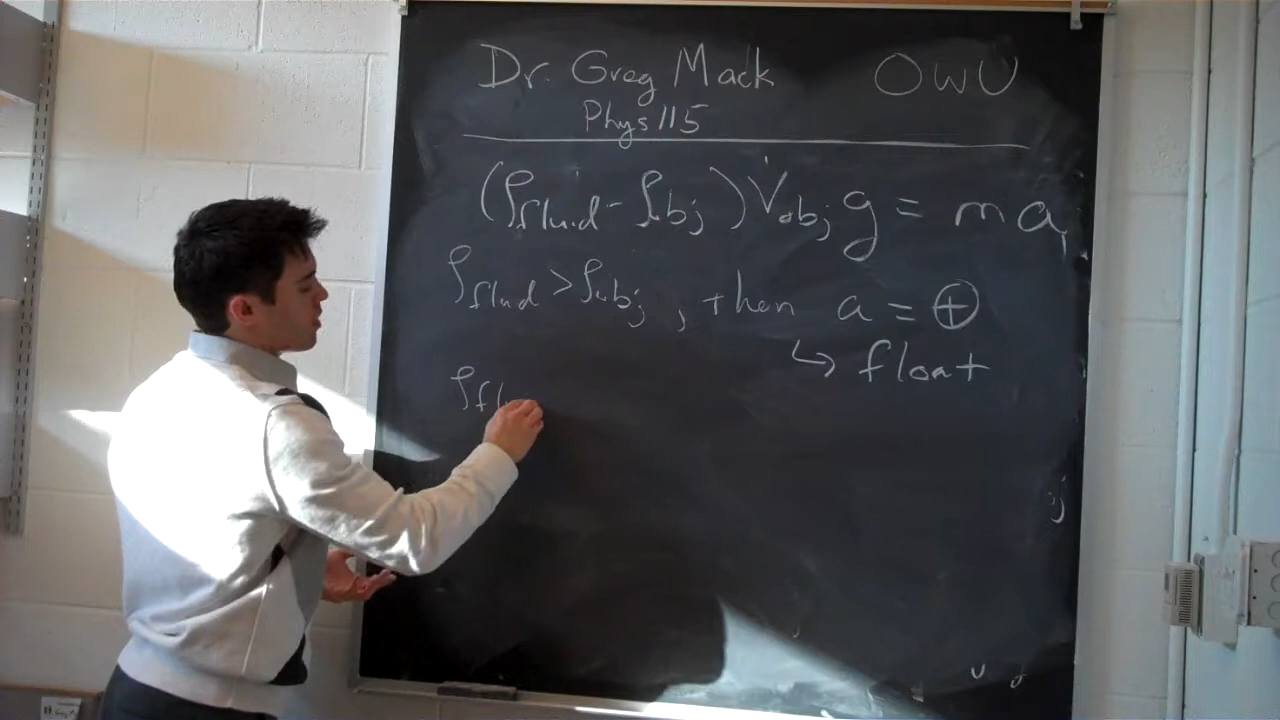 Dr. Greg Mack OWU
Phys 115
(ρfluid - ρobj) Vobj g = ma,
ρfluid > ρobj, then a = ⊕
↳ float
ρfl